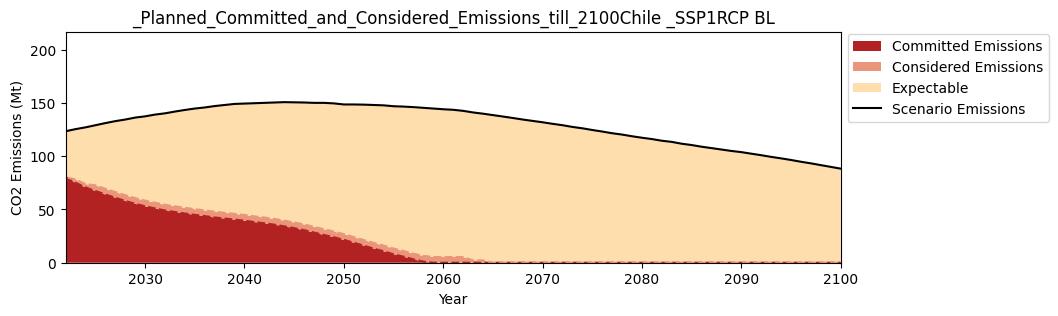 _Planned_Committed_and_Considered_Emissions_till_2100Chile _SSP1RCP BL
CO2 Emissions (Mt)
200
150
100
50
0
2030 2040 2050 2060 2070 2080 2090 2100
Year
Committed Emissions
Considered Emissions
Expectable
Scenario Emissions